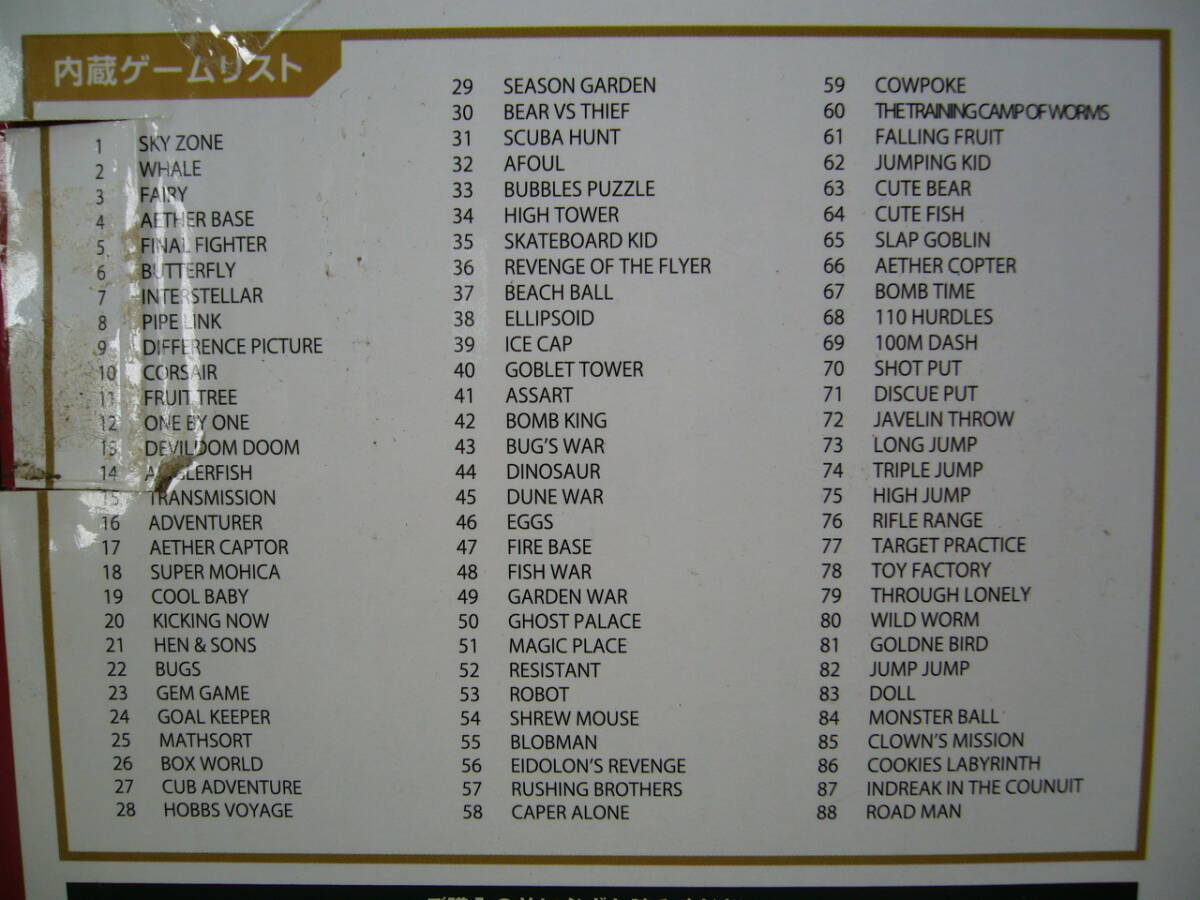 内蔵ゲームリスト
1 SKY ZONE
2 WHALE
3 FAIRY
4 AETHER BASE
5 FINAL FIGHTER
6 BUTTERFLY
7 INTERSTELLAR
8 PIPE LINK
9 DIFFERENCE PICTURE
10 CORSAIR
11 FRUIT TREE
12 ONE BY ONE
13 DEVILDOM DOOM
14 ANGLERFISH
15 TRANSMISSION
16 ADVENTURER
17 AETHER CAPTOR
18 SUPER MOHICA
19 COOL BABY
20 KICKING NOW
21 HEN & SONS
22 BUGS
23 GEM GAME
24 GOAL KEEPER
25 MATHSORT
26 BOX WORLD
27 CUB ADVENTURE
28 HOBBS VOYAGE
29 SEASON GARDEN
30 BEAR VS THIEF
31 SCUBA HUNT
32 AFOUL
33 BUBBLES PUZZLE
34 HIGH TOWER
35 SKATEBOARD KID
36 REVENGE OF THE FLYER
37 BEACH BALL
38 ELLIPSOID
39 ICE CAP
40 GOBLET TOWER
41 ASSART
42 BOMB KING
43 BUG'S WAR
44 DINOSAUR
45 DUNE WAR
46 EGGS
47 FIRE BASE
48 FISH WAR
49 GARDEN WAR
50 GHOST PALACE
51 MAGIC PLACE
52 RESISTANT
53 ROBOT
54 SHREW MOUSE
55 BLOBMAN
56 EIDOLON'S REVENGE
57 RUSHING BROTHERS
58 CAPER ALONE
59 COWPOKE
60 THE TRAINING CAMP OF WORMS
61 FALLING FRUIT
62 JUMPING KID
63 CUTE BEAR
64 CUTE FISH
65 SLAP GOBLIN
66 AETHER COPTER
67 BOMB TIME
68 110 HURDLES
69 100M DASH
70 SHOT PUT
71 DISCUE PUT
72 JAVELIN THROW
73 LONG JUMP
74 TRIPLE JUMP
75 HIGH JUMP
76 RIFLE RANGE
77 TARGET PRACTICE
78 TOY FACTORY
79 THROUGH LONELY
80 WILD WORM
81 GOLDNE BIRD
82 JUMP JUMP
83 DOLL
84 MONSTER BALL
85 CLOWN'S MISSION
86 COOKIES LABYRINTH
87 INDREAK IN THE COUNUIT
88 ROAD MAN